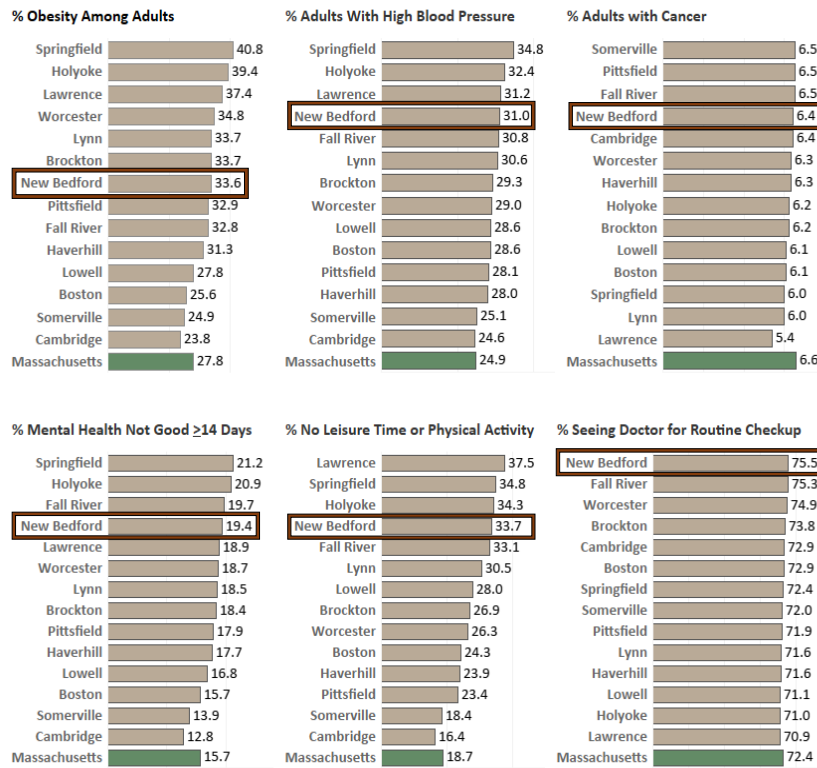 % Obesity Among Adults
Springfield 40.8
Holyoke 39.4
Lawrence 37.4
Worcester 34.8
Lynn 33.7
Brockton 33.7
New Bedford 33.6
Pittsfield 32.9
Fall River 32.8
Haverhill 31.3
Lowell 27.8
Boston 25.6
Somerville 24.9
Cambridge 23.8
Massachusetts 27.8
% Adults With High Blood Pressure
Springfield 34.8
Holyoke 32.4
Lawrence 31.2
New Bedford 31.0
Fall River 30.8
Lynn 30.6
Brockton 29.3
Worcester 29.0
Lowell 28.6
Boston 28.6
Pittsfield 28.1
Haverhill 28.0
Somerville 25.1
Cambridge 24.6
Massachusetts 24.9
% Adults with Cancer
Somerville 6.5
Pittsfield 6.5
Fall River 6.5
New Bedford 6.4
Cambridge 6.4
Worcester 6.3
Haverhill 6.3
Holyoke 6.2
Brockton 6.2
Lowell 6.1
Boston 6.1
Springfield 6.0
Lynn 6.0
Lawrence 5.4
Massachusetts 6.6
% Mental Health Not Good ≥14 Days
Springfield 21.2
Holyoke 20.9
Fall River 19.7
New Bedford 19.4
Lawrence 18.9
Worcester 18.7
Lynn 18.5
Brockton 18.4
Pittsfield 17.9
Haverhill 17.7
Lowell 16.8
Boston 15.7
Somerville 13.9
Cambridge 12.8
Massachusetts 15.7
% No Leisure Time or Physical Activity
Lawrence 37.5
Springfield 34.8
Holyoke 34.3
New Bedford 33.7
Fall River 33.1
Lynn 30.5
Lowell 28.0
Brockton 26.9
Worcester 26.3
Boston 24.3
Haverhill 23.9
Pittsfield 23.4
Somerville 18.4
Cambridge 16.4
Massachusetts 18.7
% Seeing Doctor for Routine Checkup
New Bedford 75.5
Fall River 75.3
Worcester 74.9
Brockton 73.8
Cambridge 72.9
Boston 72.9
Springfield 72.4
Somerville 72.0
Pittsfield 71.9
Lynn 71.6
Haverhill 71.6
Lowell 71.1
Holyoke 71.0
Lawrence 70.9
Massachusetts 72.4